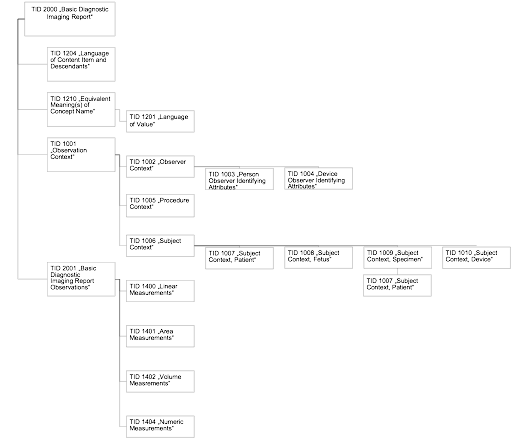 TID 2000 „Basic Diagnostic
Imaging Report“
TID 1204 „Language
of Content Item and
Descendants“
TID 1210 „Equivalent
Meaning(s) of
Concept Name“
TID 1201 „Language
of Value“
TID 1001
„Observation
Context“
TID 1002 „Observer
Context“
TID 1003 „Person
Observer Identifying
Attributes“
TID 1004 „Device
Observer Identifying
Attributes“
TID 1005 „Procedure
Context“
TID 1006 „Subject
Context“
TID 1007 „Subject
Context, Patient“
TID 1008 „Subject
Context, Fetus“
TID 1009 „Subject
Context, Specimen“
TID 1010 „Subject
Context, Device“
TID 1007 „Subject
Context, Patient“
TID 2001 „Basic
Diagnostic
Imaging Report
Observations“
TID 1400 „Linear
Measurements“
TID 1401 „Area
Measurements“
TID 1402 „Volume
Measrements“
TID 1404 „Numeric
Measurements“